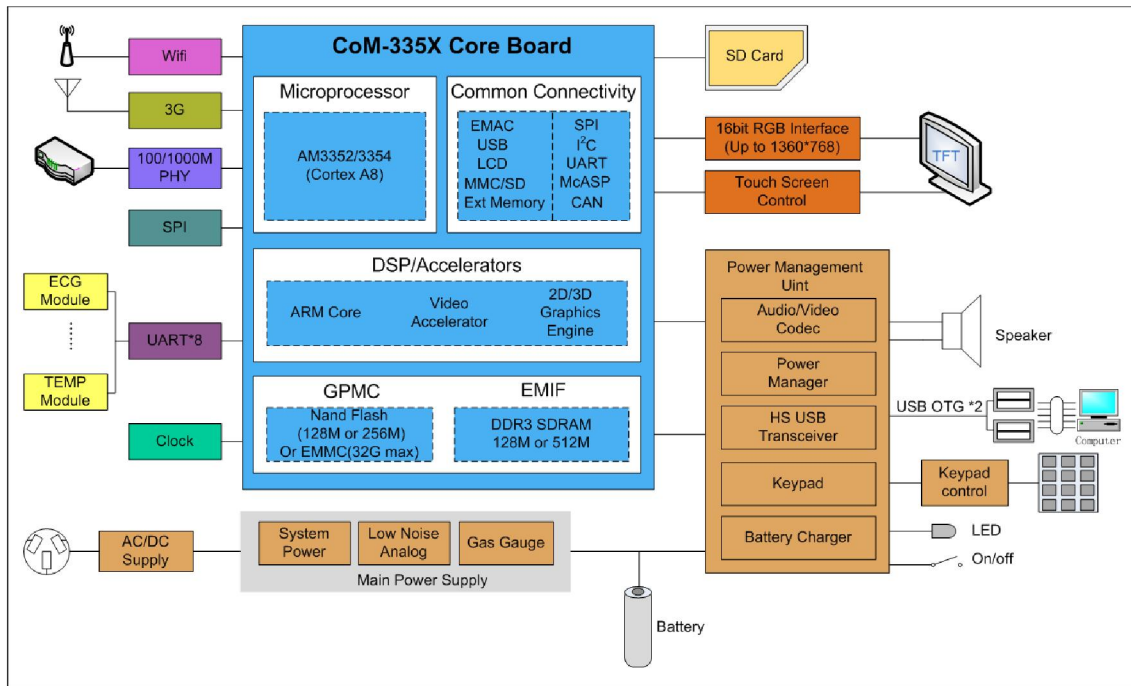 CoM-335X Core Board
Wifi
3G
100/1000M
PHY
SPI
ECG
Module
UART*8
TEMP
Module
Clock
Microprocessor
AM3352/3354
(Cortex A8)
Common Connectivity
EMAC
USB
LCD
MMC/SD
Ext Memory
SPI
I²C
UART
McASP
CAN
DSP/Accelerators
ARM Core
Video
Accelerator
2D/3D
Graphics
Engine
GPMC
Nand Flash
(128M or 256M)
Or EMMC(32G max)
EMIF
DDR3 SDRAM
128M or 512M
SD Card
16bit RGB Interface
(Up to 1360*768)
Touch Screen
Control
TFT
Power Management
Uint
Audio/Video
Codec
Power
Manager
HS USB
Transceiver
Keypad
Battery Charger
Speaker
USB OTG *2
Computer
Keypad
control
LED
On/off
AC/DC
Supply
System
Power
Low Noise
Analog
Gas Gauge
Main Power Supply
Battery